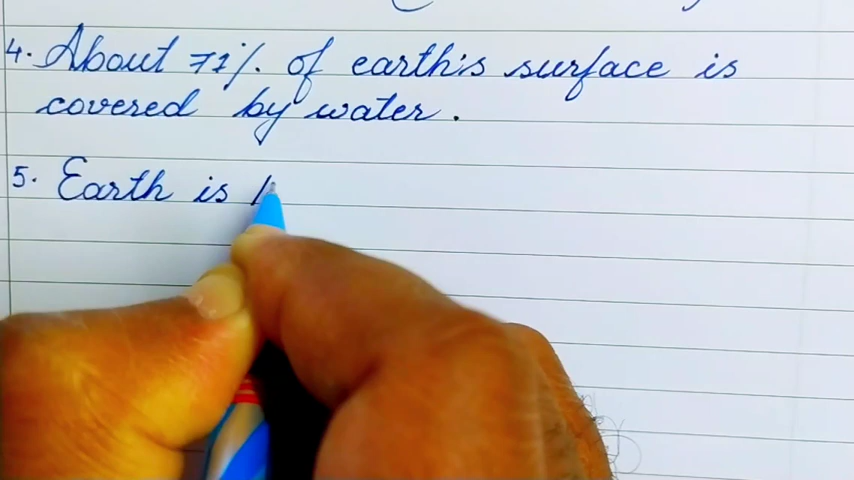 4. About 71% of earth's surface is
covered by water.
5. Earth is